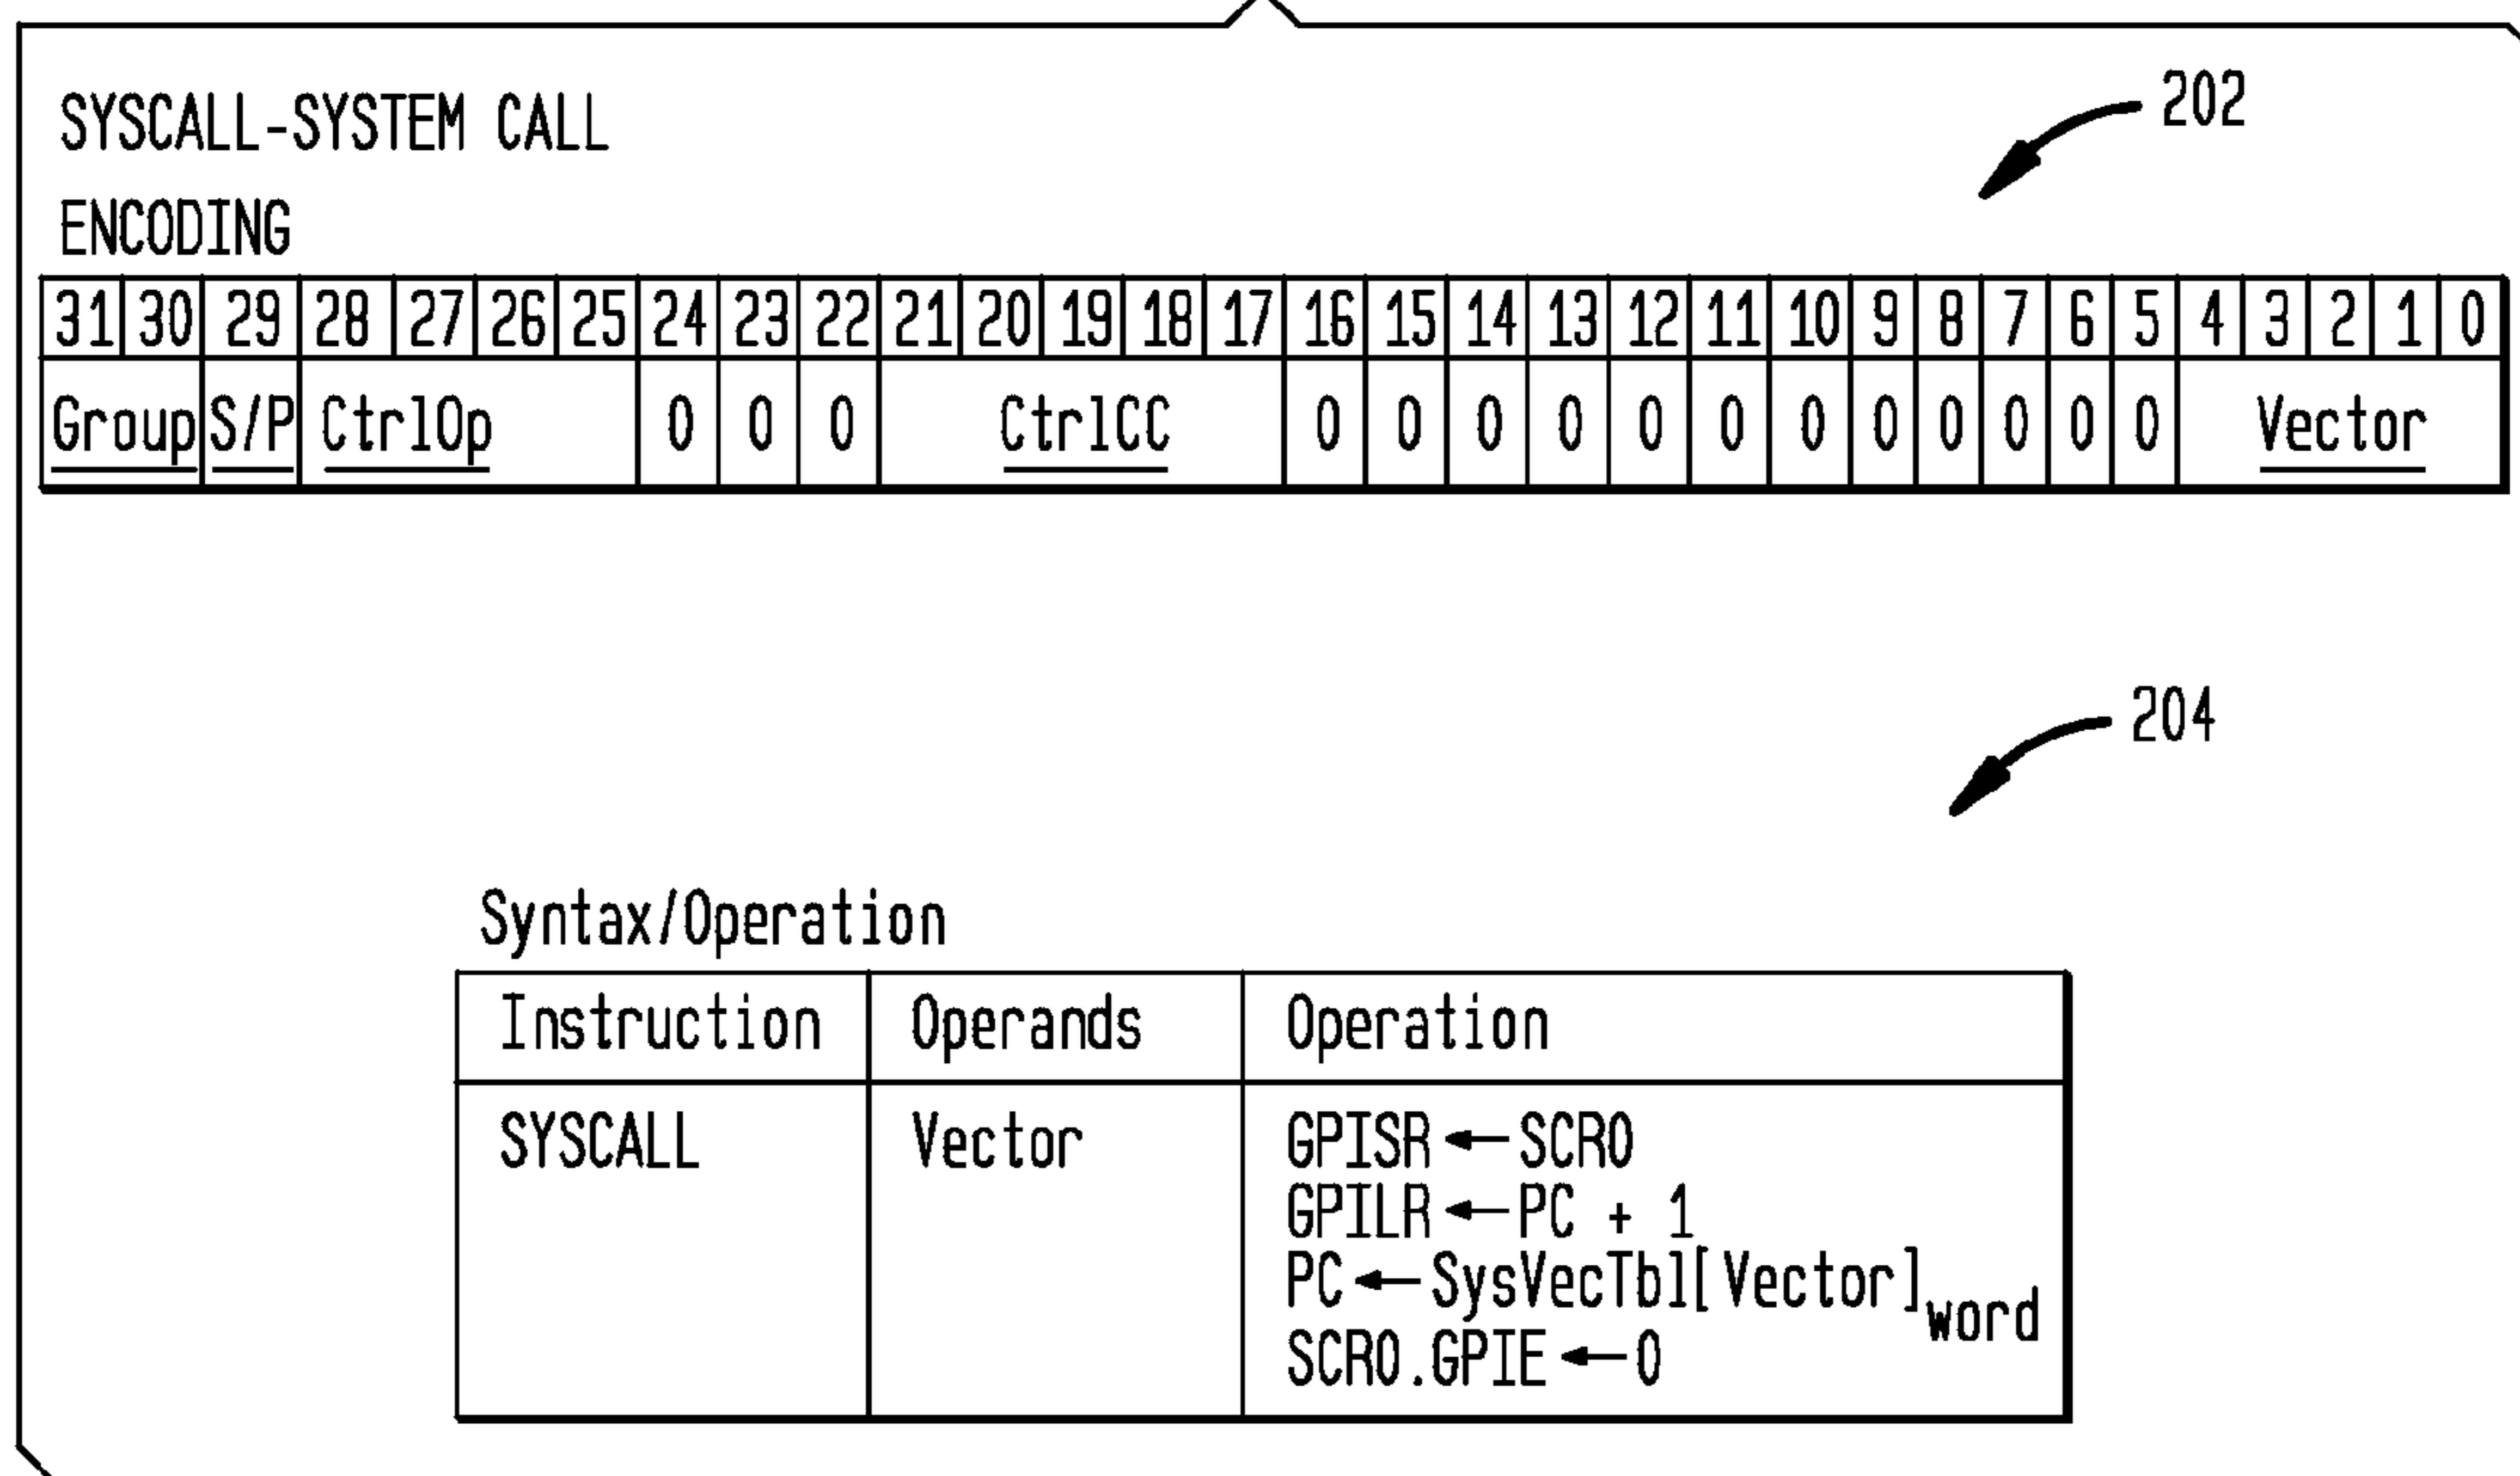 202
SYSCALL-SYSTEM CALL
ENCODING
31 30 29 28 27 26 25 24 23 22 21 20 19 18 17 16 15 14 13 12 11 10 9 8 7 6 5 4 3 2 1 0
Group S/P CtrlOp 0 0 0 CtrlCC 0 0 0 0 0 0 0 0 0 0 0 0 Vector
204
Syntax/Operation
Instruction Operands Operation
SYSCALL Vector GPISR ← SCR0
GPILR ← PC + 1
PC ← SysVecTbl[Vector]word
SCR0.GPIE ← 0